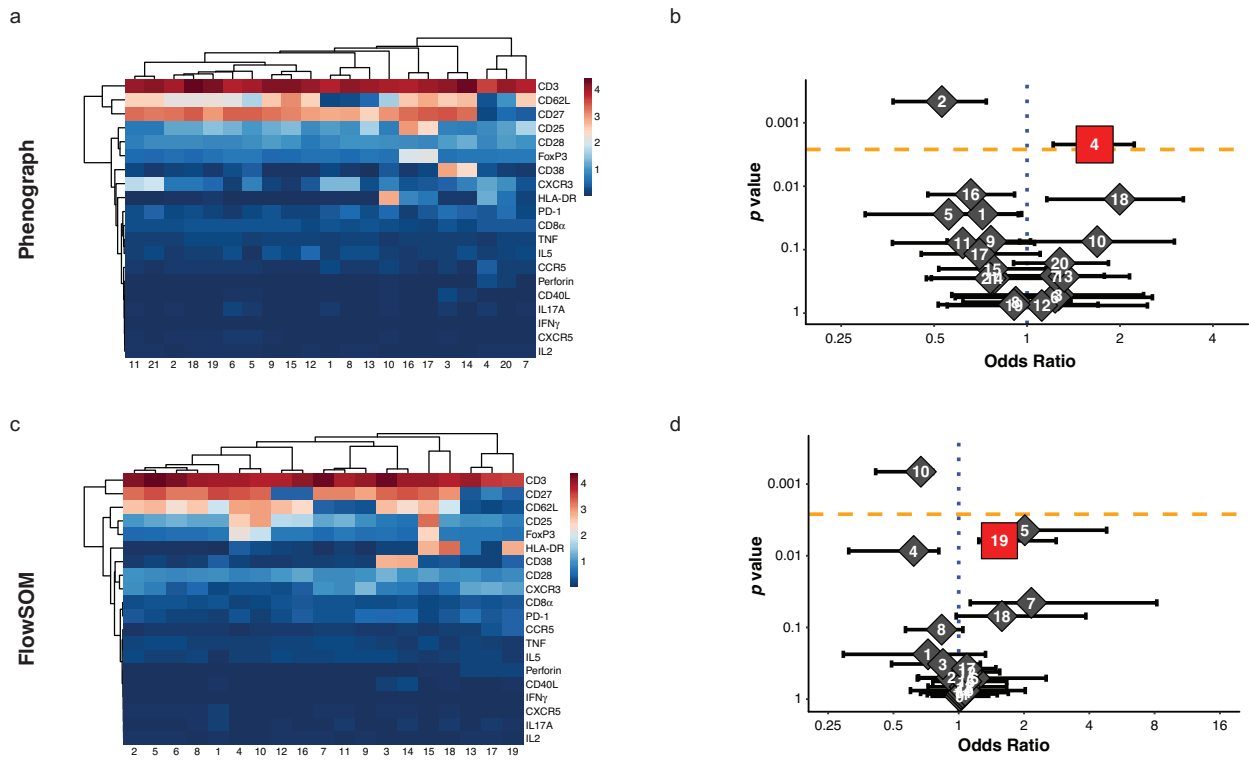 a
Phenograph
CD3
CD62L
CD27
CD25
CD28
FoxP3
CD38
CXCR3
HLA-DR
PD-1
CD8α
TNF
IL5
CCR5
Perforin
CD40L
IL17A
IFNγ
CXCR5
IL2
11 21 2 18 19 6 5 9 15 12 1 8 13 10 16 17 3 14 4 20 7
4
3
2
1
b
p value
0.001
0.01
0.1
1
2
4
16
18
5
1
11
9
10
17
20
15
7
13
12
0.25 0.5 1 2 4
Odds Ratio
c
FlowSOM
CD3
CD27
CD62L
CD25
FoxP3
HLA-DR
CD38
CD28
CXCR3
CD8α
PD-1
CCR5
TNF
IL5
Perforin
CD40L
IFNγ
CXCR5
IL17A
IL2
2 5 6 8 1 4 10 12 16 7 11 9 3 14 15 18 13 17 19
4
3
2
1
d
p value
0.001
0.01
0.1
1
10
5
19
4
7
18
8
1
3
17
2
0.25 0.5 1 2 4 8 16
Odds Ratio